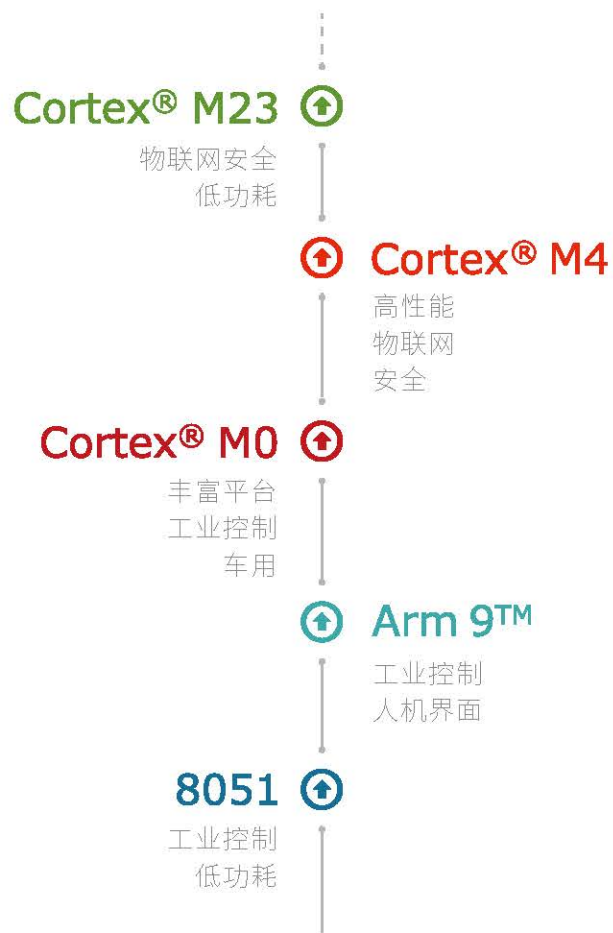 Cortex® M23
物联网安全
低功耗
Cortex® M4
高性能
物联网
安全
Cortex® M0
丰富平台
工业控制
车用
Arm 9™
工业控制
人机界面
8051
工业控制
低功耗